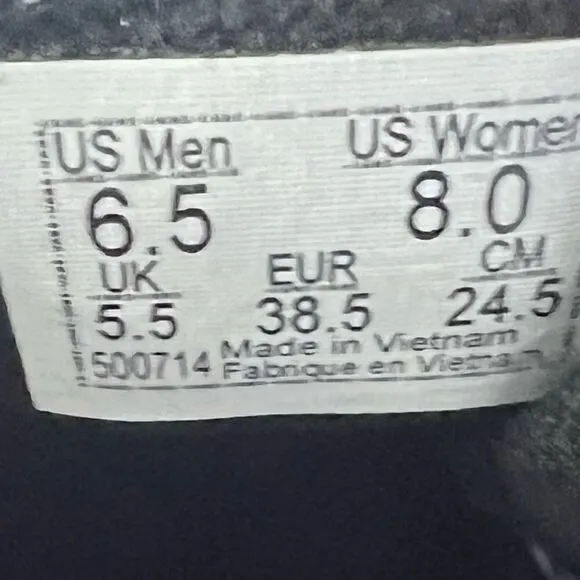 US Men US Women
6.5 8.0
UK EUR CM
5.5 38.5 24.5
500714 Made in Vietnam
Fabrique en Vietnam